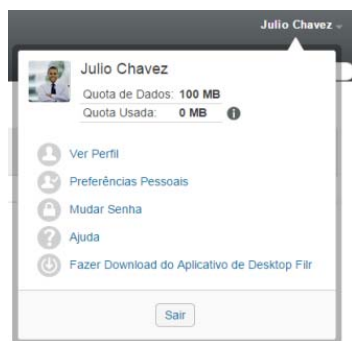 Julio Chavez
Julio Chavez
Quota de Dados: 100 MB
Quota Usada: 0 MB
Ver Perfil
Preferências Pessoais
Mudar Senha
Ajuda
Fazer Download do Aplicativo de Desktop Filr
Sair